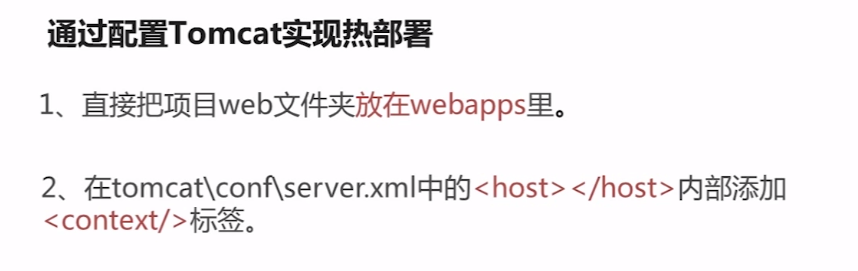 通过配置Tomcat实现热部署
1、直接把项目web文件夹放在webapps里。
2、在tomcat\conf\server.xml中的<host></host>内部添加
<context/>标签。